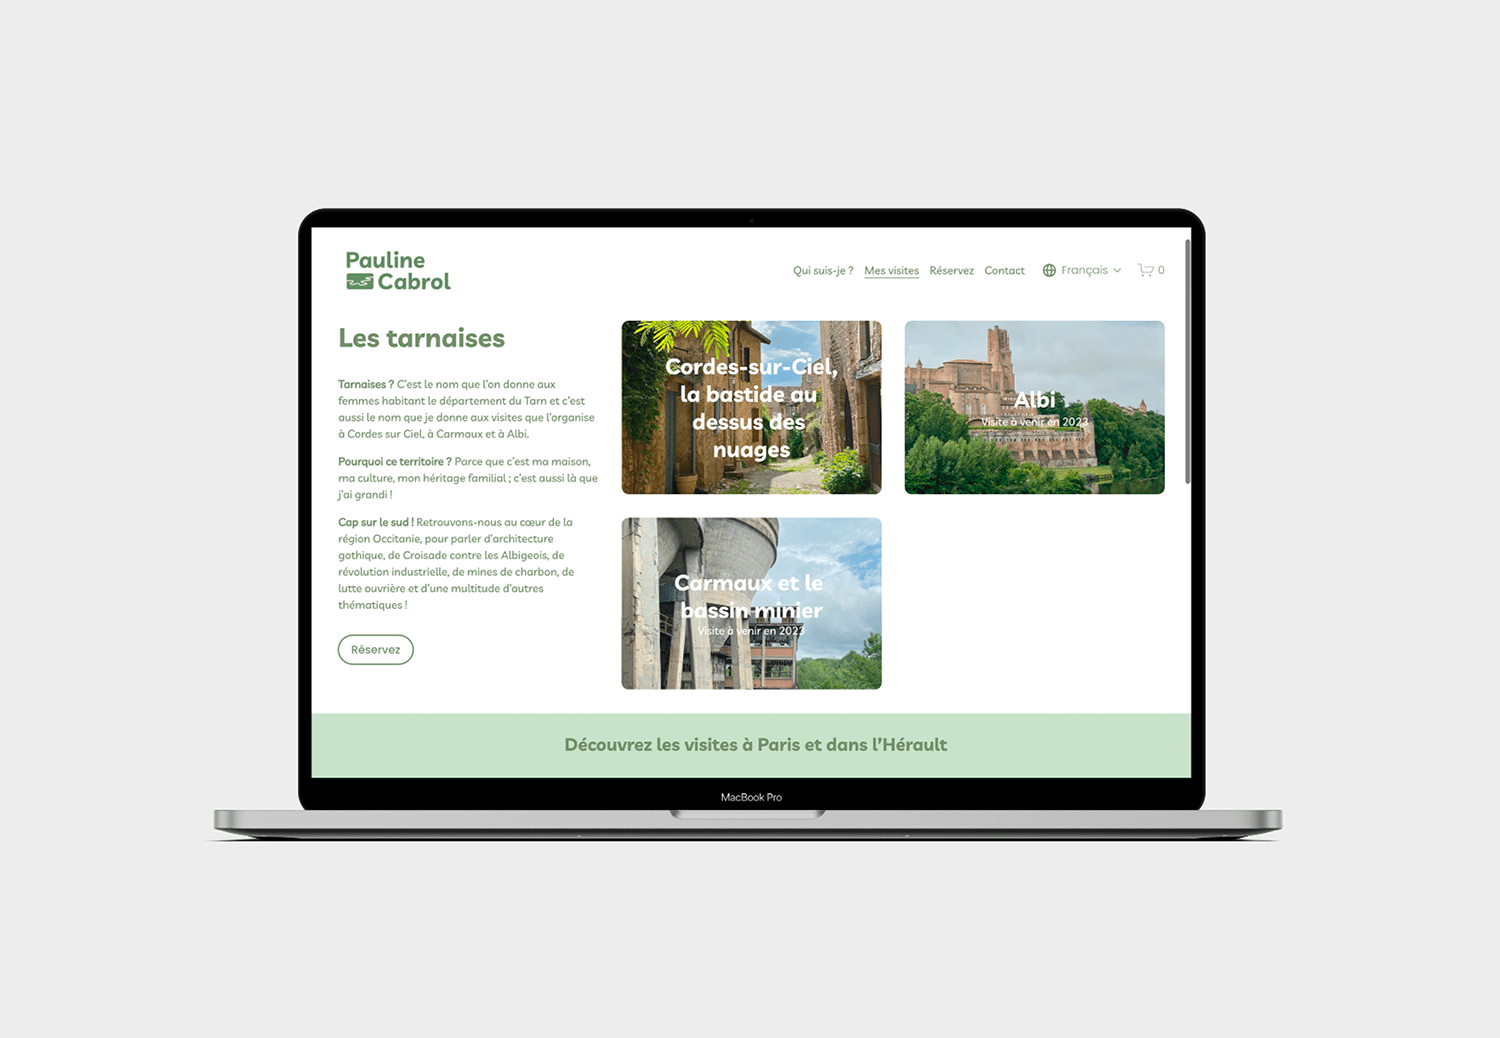 Pauline
Cabrol
Qui suis-je ? Mes visites Réservez Contact Français 0
Les tarnaises
Tarnaises ? C'est le nom que l'on donne aux
femmes habitant le département du Tarn et c'est
aussi le nom que je donne aux visites que l'organise
à Cordes sur Ciel, à Carmaux et à Albi.
Pourquoi ce territoire ? Parce que c'est ma maison,
ma culture, mon héritage familial ; c'est aussi là que
j'ai grandi !
Cap sur le sud ! Retrouvons-nous au cœur de la
région Occitanie, pour parler d'architecture
gothique, de Croisade contre les Albigeois, de
révolution industrielle, de mines de charbon, de
lutte ouvrière et d'une multitude d'autres
thématiques !
Réservez
Cordes-sur-Ciel,
la bastide au
dessus des
nuages
Albi
Visite à venir en 2023
Carmaux et le
bassin minier
Visite à venir en 2023
Découvrez les visites à Paris et dans l'Hérault
MacBook Pro